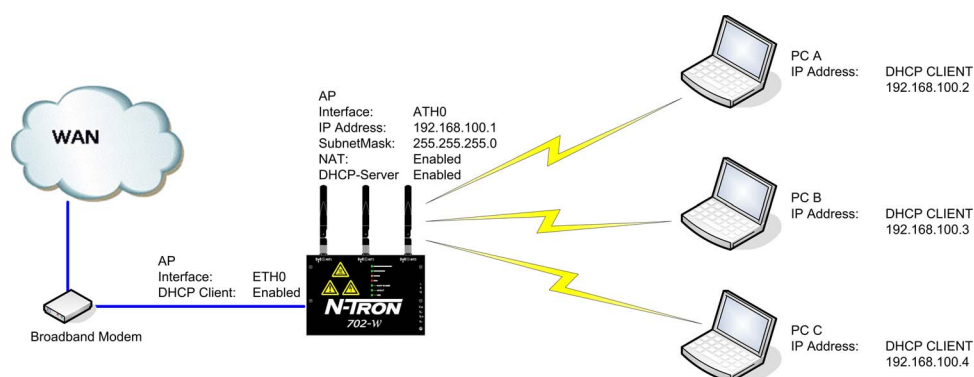 WAN
AP
Interface: ETH0
DHCP Client: Enabled
Broadband Modem
AP
Interface: ATH0
IP Address: 192.168.100.1
SubnetMask: 255.255.255.0
NAT: Enabled
DHCP-Server Enabled
N-TRON
702-W
PC A
IP Address: DHCP CLIENT
192.168.100.2
PC B
IP Address: DHCP CLIENT
192.168.100.3
PC C
IP Address: DHCP CLIENT
192.168.100.4